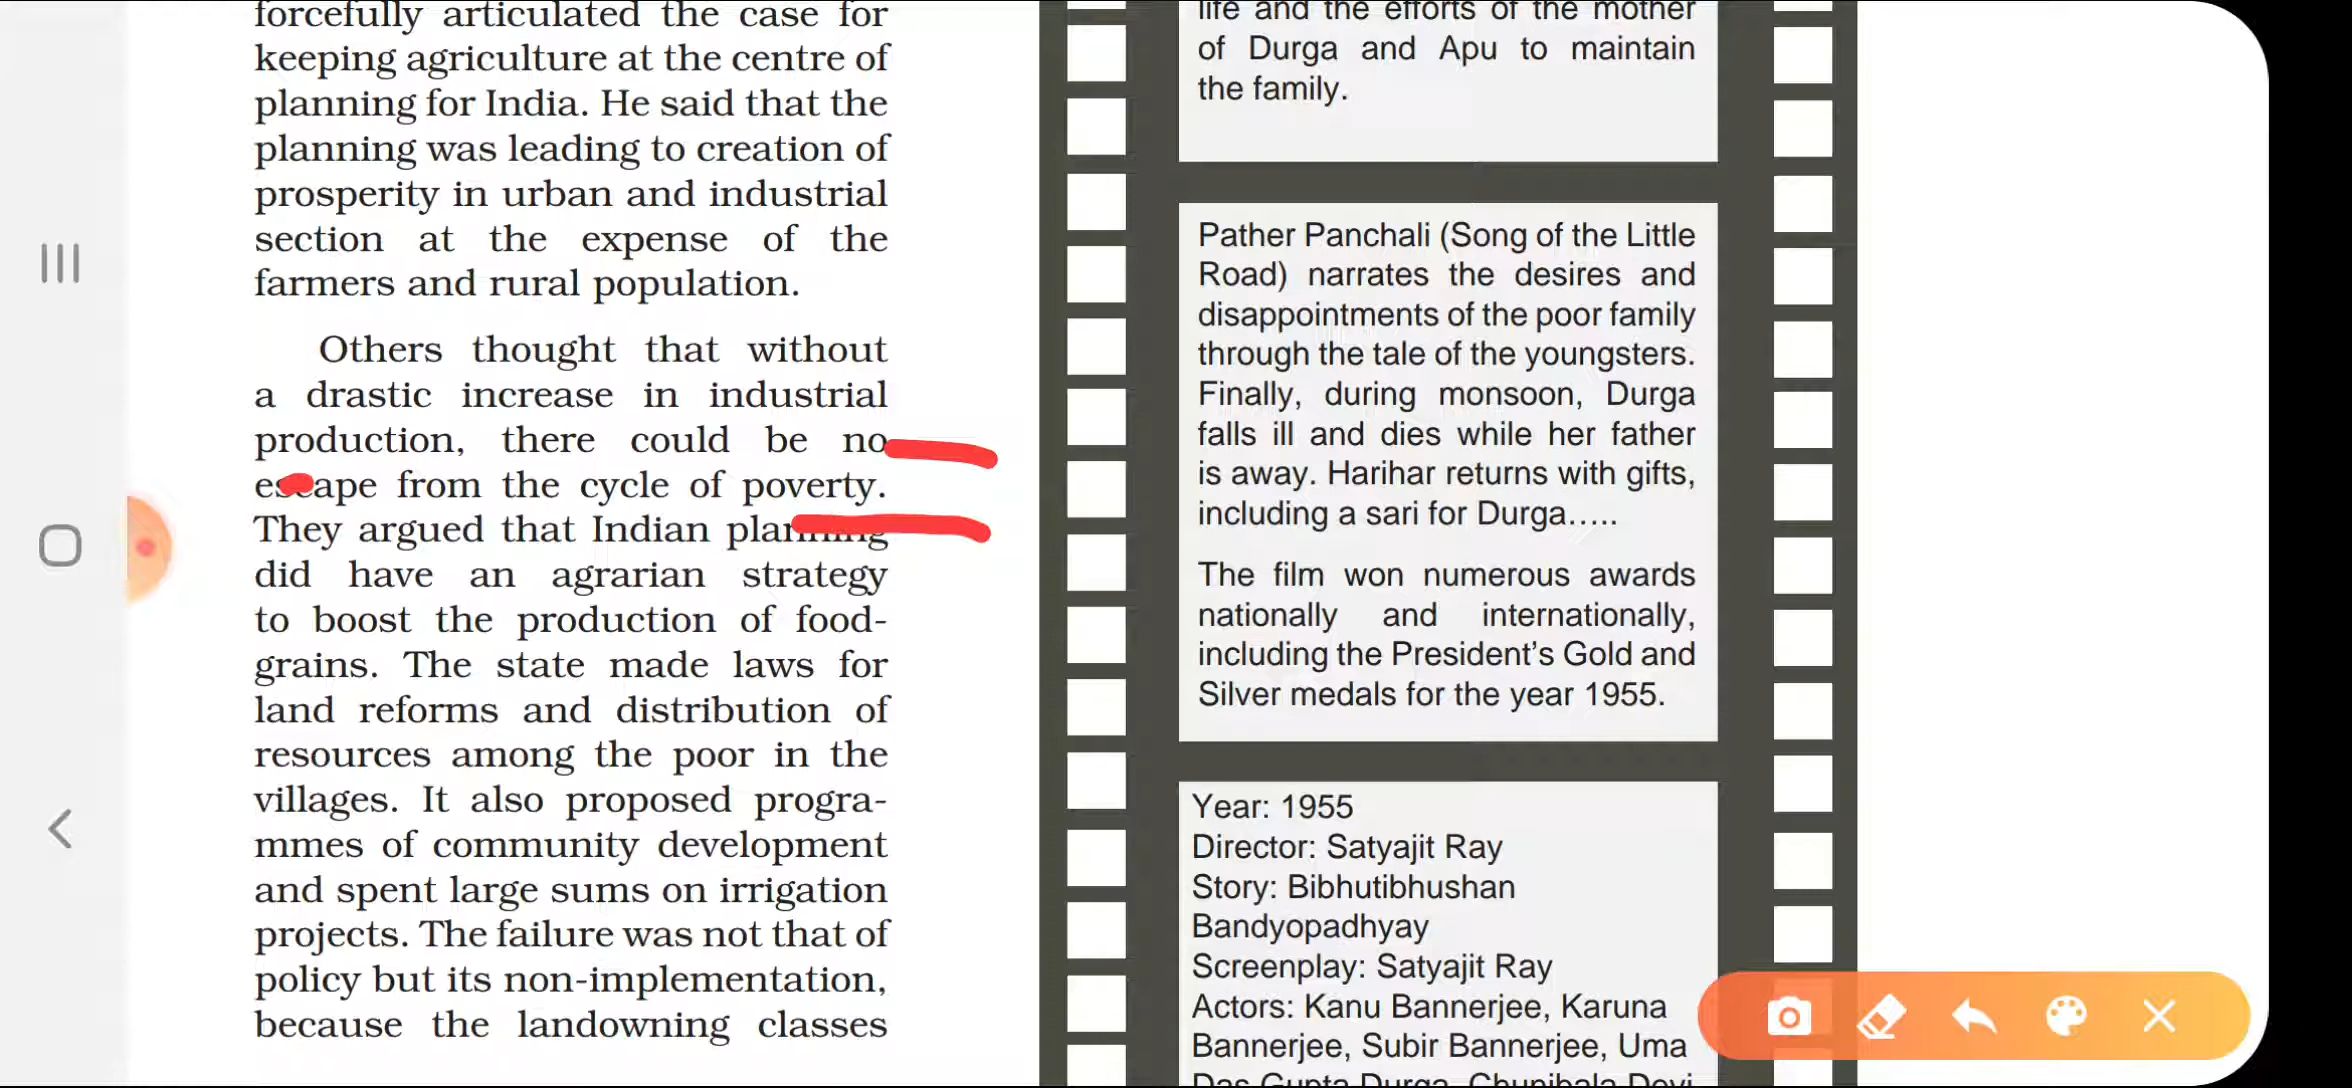 forcefully articulated the case for
keeping agriculture at the centre of
planning for India. He said that the
planning was leading to creation of
prosperity in urban and industrial
section at the expense of the
farmers and rural population.
Others thought that without
a drastic increase in industrial
production, there could be no
escape from the cycle of poverty.
They argued that Indian planning
did have an agrarian strategy
to boost the production of food-
grains. The state made laws for
land reforms and distribution of
resources among the poor in the
villages. It also proposed progra-
mmes of community development
and spent large sums on irrigation
projects. The failure was not that of
policy but its non-implementation,
because the landowning classes
life and the efforts of the mother
of Durga and Apu to maintain
the family.
Pather Panchali (Song of the Little
Road) narrates the desires and
disappointments of the poor family
through the tale of the youngsters.
Finally, during monsoon, Durga
falls ill and dies while her father
is away. Harihar returns with gifts,
including a sari for Durga.....
The film won numerous awards
nationally and internationally,
including the President's Gold and
Silver medals for the year 1955.
Year: 1955
Director: Satyajit Ray
Story: Bibhutibhushan
Bandyopadhyay
Screenplay: Satyajit Ray
Actors: Kanu Bannerjee, Karuna
Bannerjee, Subir Bannerjee, Uma
Das Gupta Durga, Chunibala Devi